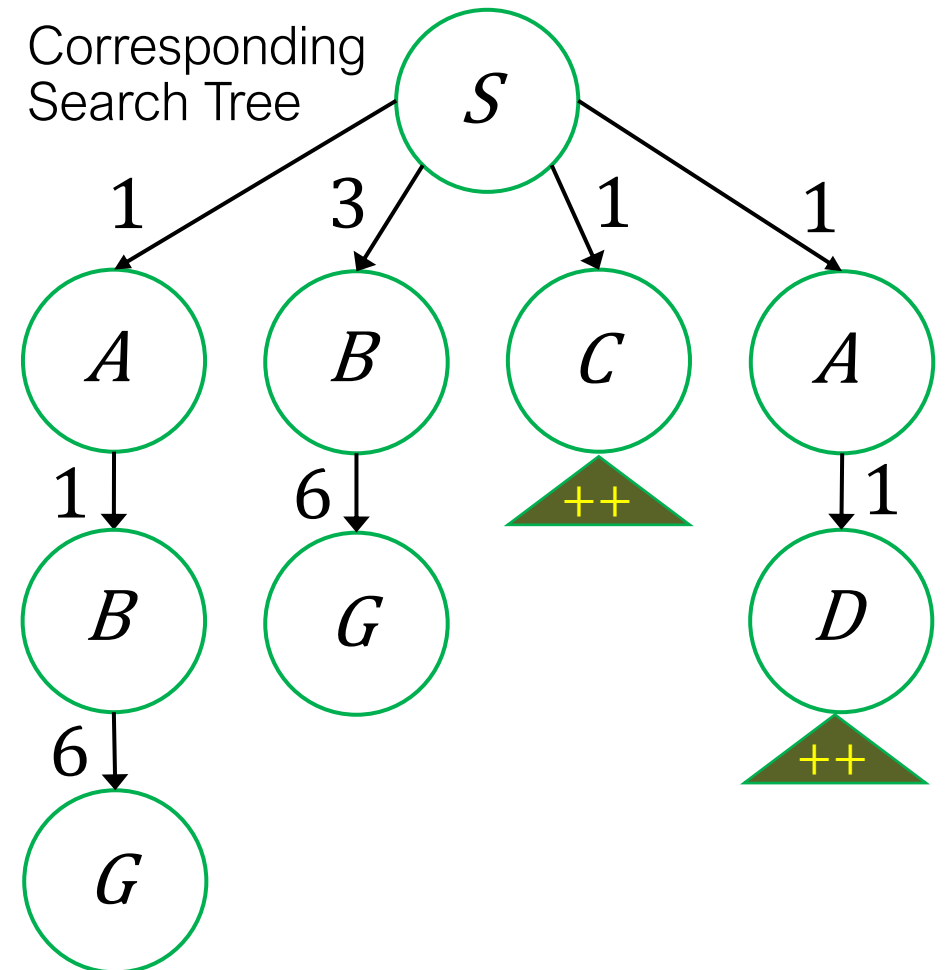 Corresponding
Search Tree
S
1 3 1 1
A B C A
1 6 ++ 1
B G D
6 ++
G